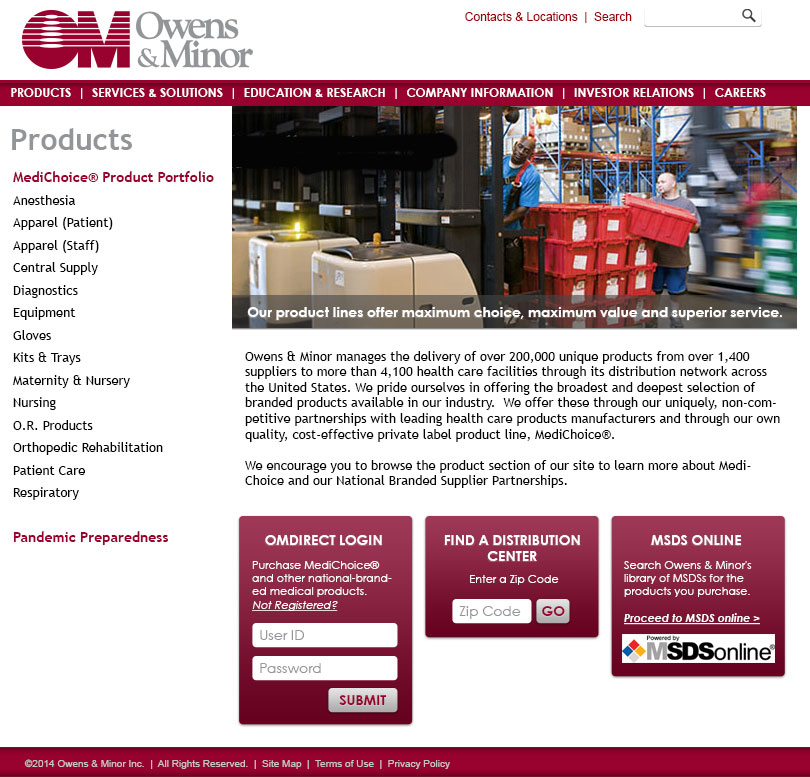 OM Owens
&Minor
Contacts & Locations | Search
PRODUCTS | SERVICES & SOLUTIONS | EDUCATION & RESEARCH | COMPANY INFORMATION | INVESTOR RELATIONS | CAREERS
Products
MediChoice® Product Portfolio
Anesthesia
Apparel (Patient)
Apparel (Staff)
Central Supply
Diagnostics
Equipment
Gloves
Kits & Trays
Maternity & Nursery
Nursing
O.R. Products
Orthopedic Rehabilitation
Patient Care
Respiratory
Pandemic Preparedness
Our product lines offer maximum choice, maximum value and superior service.
Owens & Minor manages the delivery of over 200,000 unique products from over 1,400
suppliers to more than 4,100 health care facilities through its distribution network across
the United States. We pride ourselves in offering the broadest and deepest selection of
branded products available in our industry. We offer these through our uniquely, non-com-
petitive partnerships with leading health care products manufacturers and through our own
quality, cost-effective private label product line, MediChoice®.
We encourage you to browse the product section of our site to learn more about Medi-
Choice and our National Branded Supplier Partnerships.
OMDIRECT LOGIN
Purchase MediChoice®
and other national-brand-
ed medical products.
Not Registered?
User ID
Password
SUBMIT
FIND A DISTRIBUTION
CENTER
Enter a Zip Code
Zip Code GO
MSDS ONLINE
Search Owens & Minor's
library of MSDSs for the
products you purchase.
Proceed to MSDS online >
Powered by
MSDSonline®
©2014 Owens & Minor Inc. | All Rights Reserved. | Site Map | Terms of Use | Privacy Policy